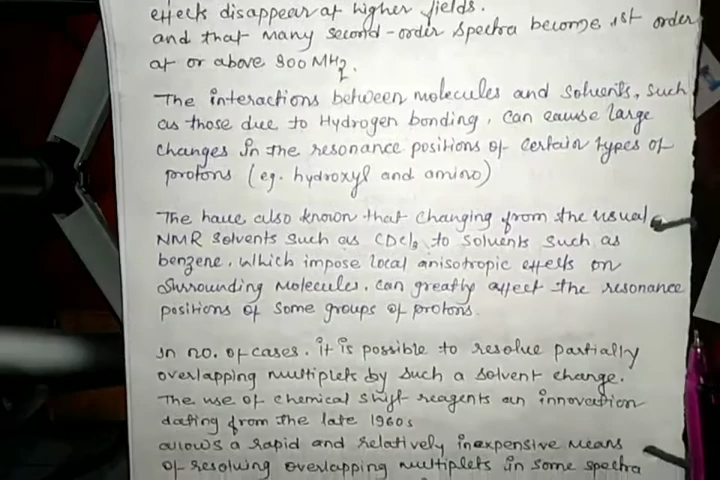 effects disappear at higher fields.
and that many second-order spectra become 1st order
at or above 300 MHz.
The interactions between molecules and solvents, such
as those due to Hydrogen bonding, can cause large
changes in the resonance positions of certain types of
protons (eg. hydroxyl and amino)
The have also known that changing from the usual
NMR solvents such as CDCl3 to solvents such as
benzene, which impose local anisotropic effects on
surrounding molecules, can greatly affect the resonance
positions of some groups of protons.
In no. of cases, it is possible to resolve partially
overlapping multiplets by such a solvent change.
The use of chemical shift reagents an innovation
dating from the late 1960s
allows a rapid and relatively inexpensive means
of resolving overlapping multiplets in some spectra